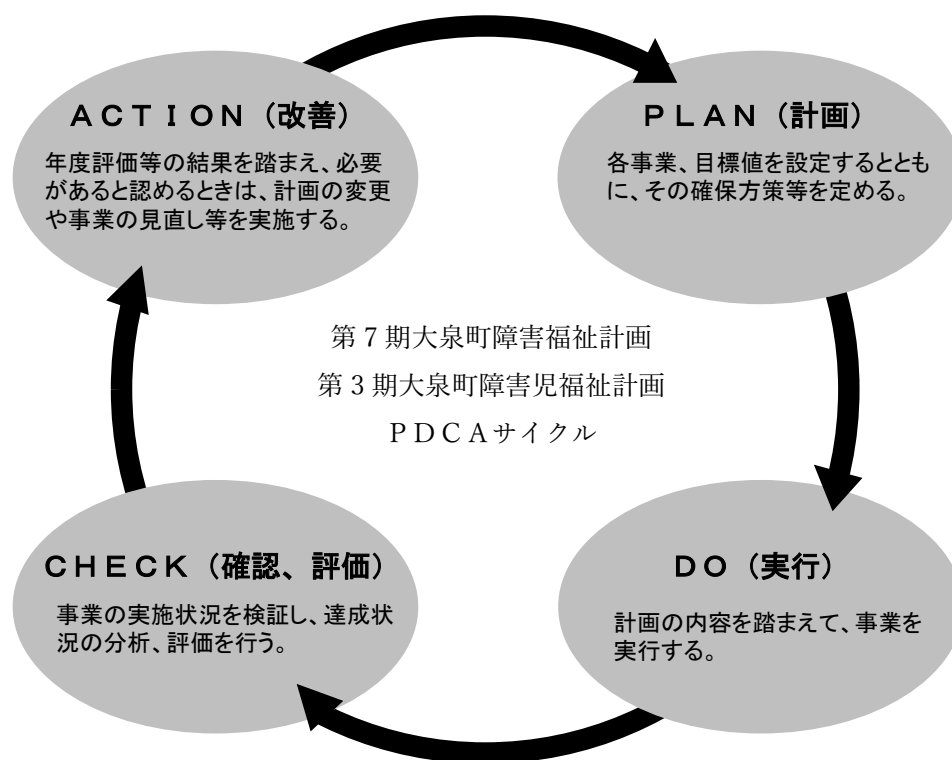 ＡＣＴＩＯＮ（改善）
年度評価等の結果を踏まえ、必要
があると認めるときは、計画の変更
や事業の見直し等を実施する。
ＰＬＡＮ（計画）
各事業、目標値を設定するととも
に、その確保方策等を定める。
第７期大泉町障害福祉計画
第３期大泉町障害児福祉計画
ＰＤＣＡサイクル
ＣＨＥＣＫ（確認、評価）
事業の実施状況を検証し、達成状
況の分析、評価を行う。
ＤＯ（実行）
計画の内容を踏まえて、事業を
実行する。